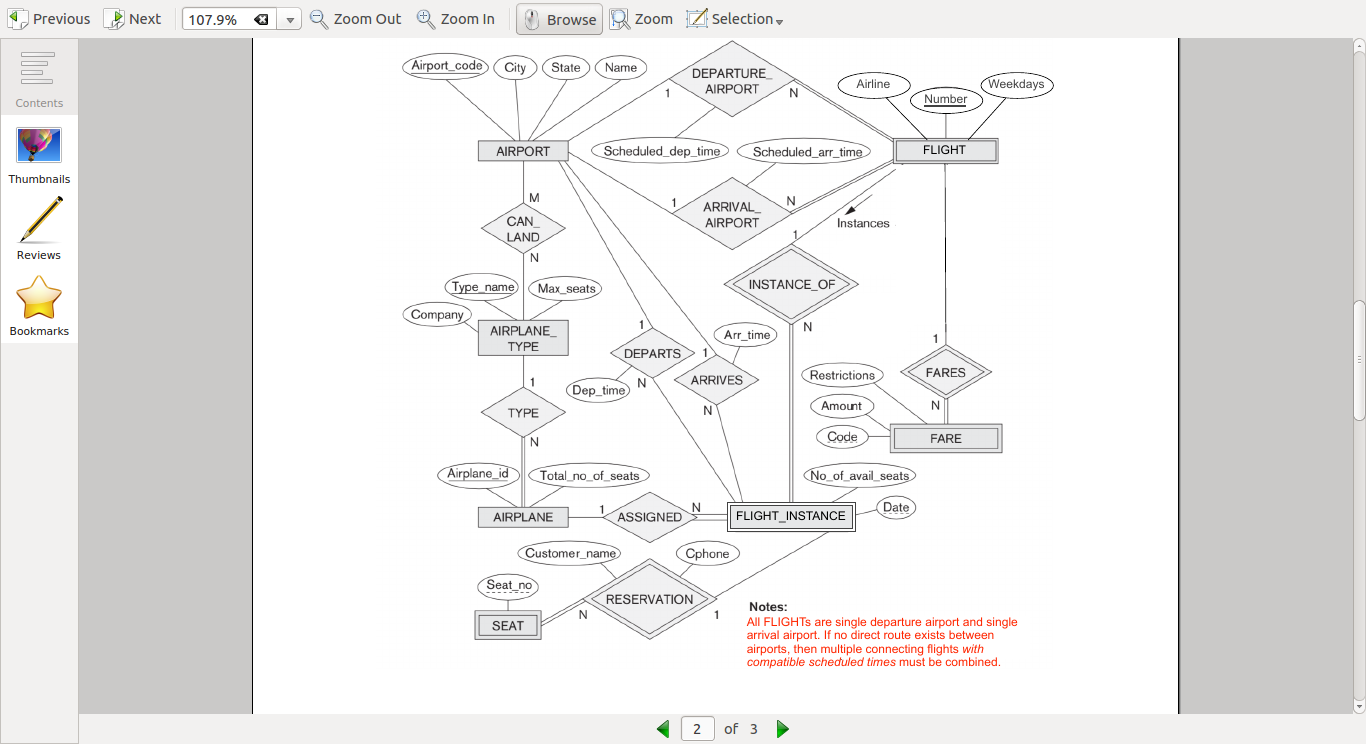 Previous
Next
107.9%
Zoom Out
Zoom In
Browse
Zoom
Selection
Contents
Thumbnails
Reviews
Bookmarks
Airport_code
City
State
Name
DEPARTURE_
AIRPORT
1
N
Airline
Number
Weekdays
AIRPORT
Scheduled_dep_time
Scheduled_arr_time
FLIGHT
M
1
ARRIVAL_
AIRPORT
N
CAN_
LAND
Instances
1
N
INSTANCE_OF
Type_name
Max_seats
Company
AIRPLANE_
TYPE
1
DEPARTS
N
Dep_time
Arr_time
1
ARRIVES
N
N
1
FARES
N
Restrictions
Amount
Code
FARE
1
TYPE
N
Airplane_id
Total_no_of_seats
No_of_avail_seats
AIRPLANE
1
ASSIGNED
N
FLIGHT_INSTANCE
Date
Customer_name
Cphone
Seat_no
RESERVATION
N
1
SEAT
Notes:
All FLIGHTs are single departure airport and single
arrival airport. If no direct route exists between
airports, then multiple connecting flights with
compatible scheduled times must be combined.
2 of 3